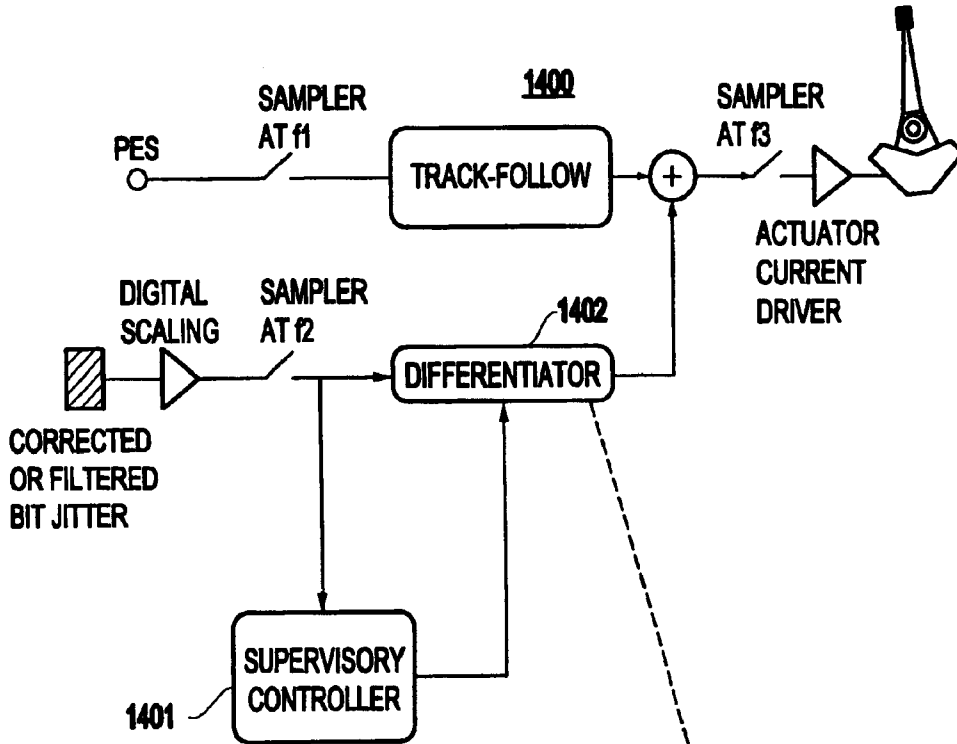 1400
SAMPLER
AT f1
SAMPLER
AT f3
PES
TRACK-FOLLOW
+
ACTUATOR
CURRENT
DRIVER
DIGITAL
SCALING
SAMPLER
AT f2
1402
DIFFERENTIATOR
CORRECTED
OR FILTERED
BIT JITTER
SUPERVISORY
CONTROLLER
1401